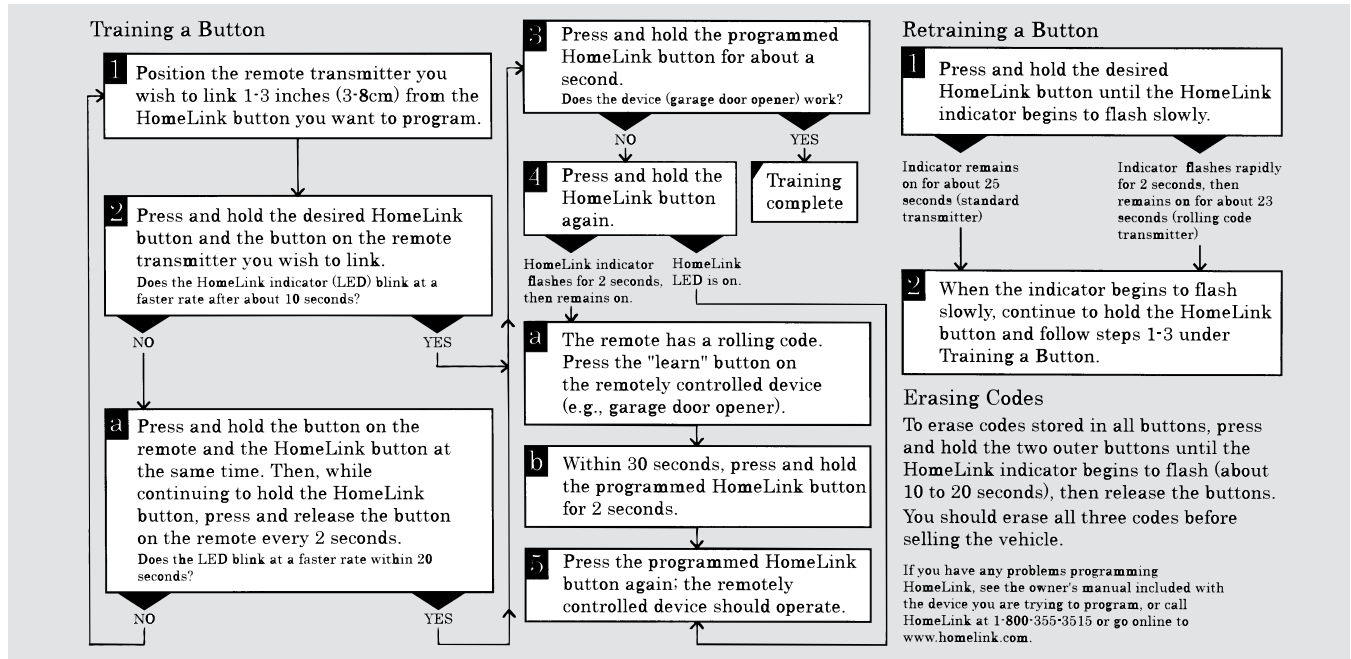 Training a Button
1
Position the remote transmitter you
wish to link 1-3 inches (3-8cm) from the
HomeLink button you want to program.
2
Press and hold the desired HomeLink
button and the button on the remote
transmitter you wish to link.
Does the HomeLink indicator (LED) blink at a
faster rate after about 10 seconds?
NO
YES
a
Press and hold the button on the
remote and the HomeLink button at
the same time. Then, while
continuing to hold the HomeLink
button, press and release the button
on the remote every 2 seconds.
Does the LED blink at a faster rate within 20
seconds?
NO
YES
3
Press and hold the programmed
HomeLink button for about a
second.
Does the device (garage door opener) work?
NO
YES
4
Press and hold the
HomeLink button
again.
Training
complete
HomeLink indicator
flashes for 2 seconds,
then remains on.
HomeLink
LED is on.
a
The remote has a rolling code.
Press the "learn" button on
the remotely controlled device
(e.g., garage door opener).
b
Within 30 seconds, press and hold
the programmed HomeLink button
for 2 seconds.
5
Press the programmed HomeLink
button again; the remotely
controlled device should operate.
Retraining a Button
1
Press and hold the desired
HomeLink button until the HomeLink
indicator begins to flash slowly.
Indicator remains
on for about 25
seconds (standard
transmitter)
Indicator flashes rapidly
for 2 seconds, then
remains on for about 23
seconds (rolling code
transmitter)
2
When the indicator begins to flash
slowly, continue to hold the HomeLink
button and follow steps 1-3 under
Training a Button.
Erasing Codes
To erase codes stored in all buttons, press
and hold the two outer buttons until the
HomeLink indicator begins to flash (about
10 to 20 seconds), then release the buttons.
You should erase all three codes before
selling the vehicle.
If you have any problems programming
HomeLink, see the owner's manual included with
the device you are trying to program, or call
HomeLink at 1-800-355-3515 or go online to
www.homelink.com.